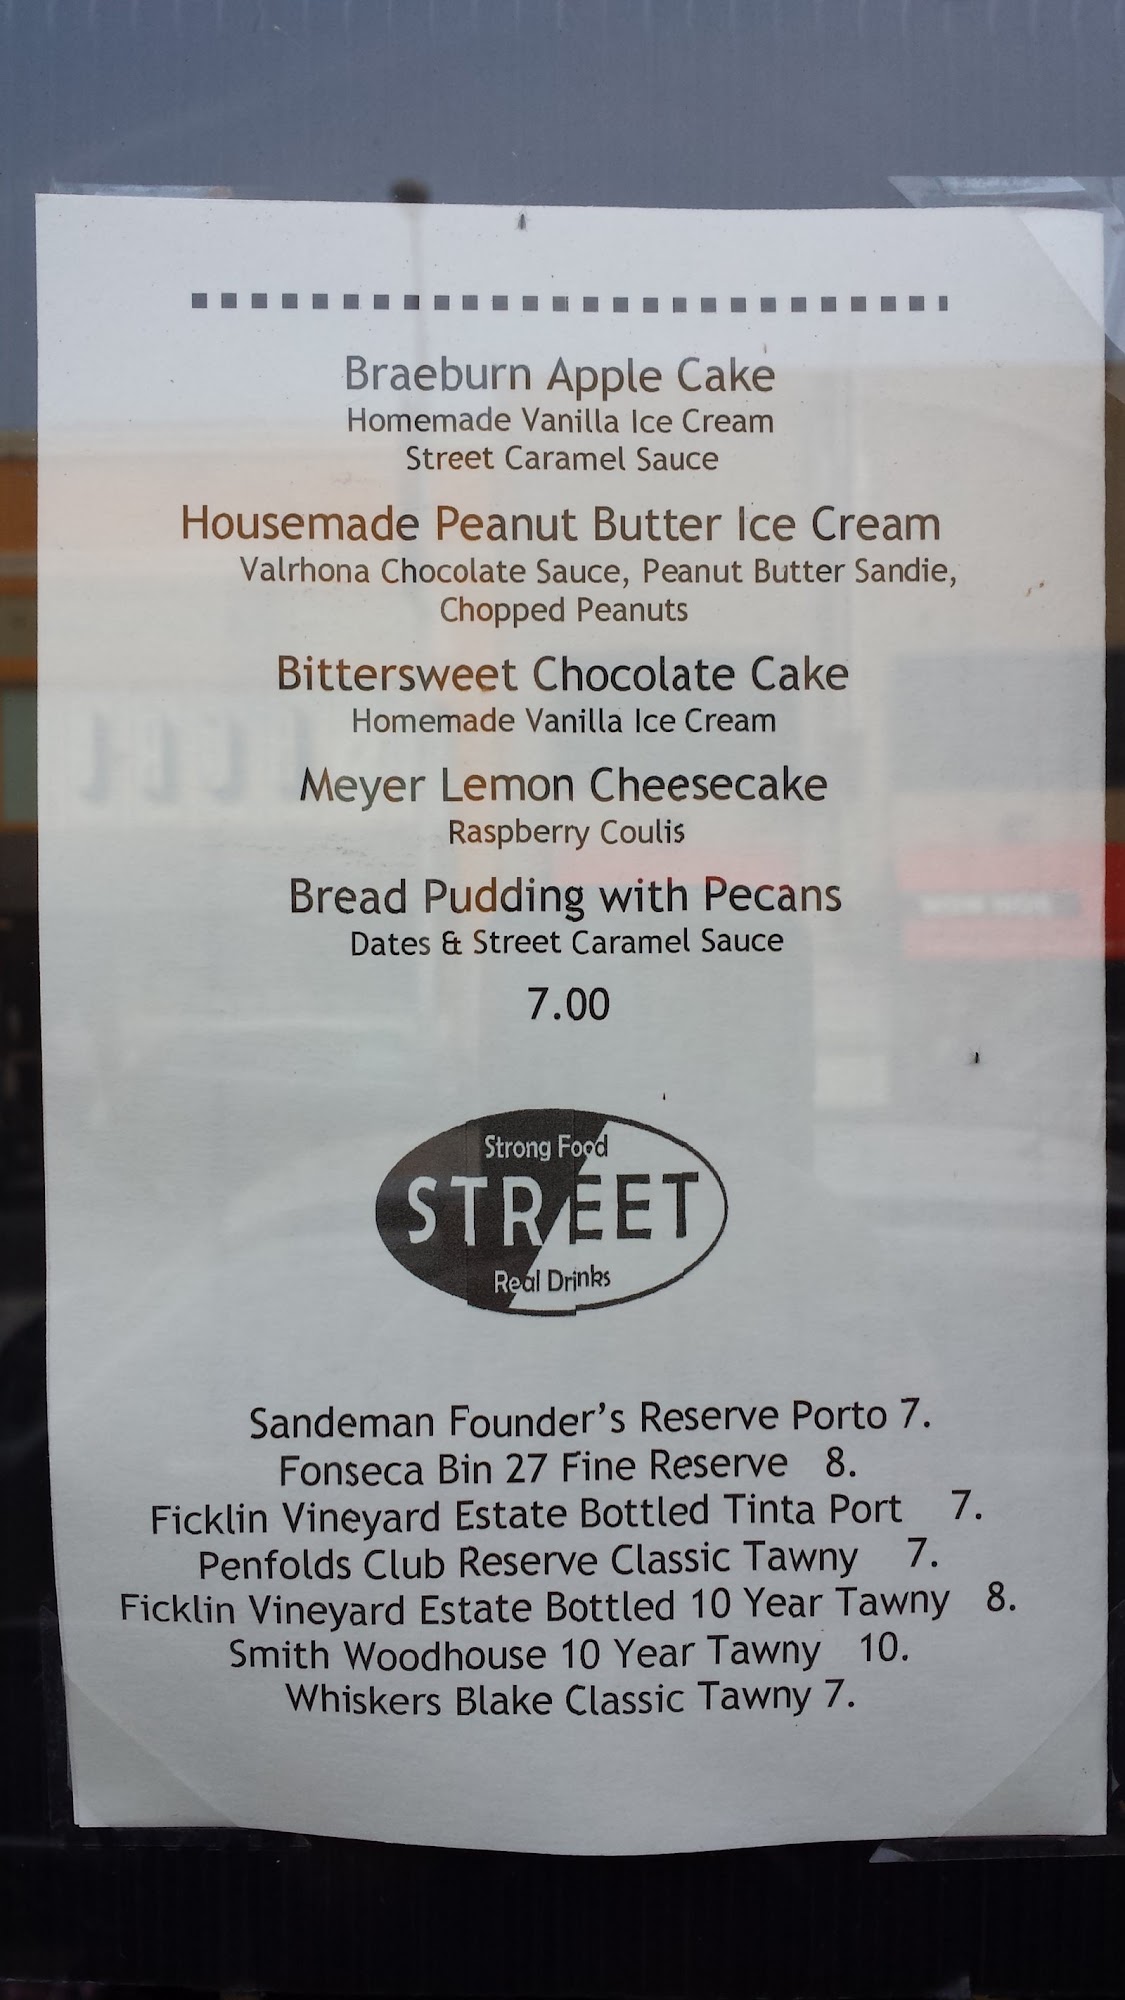 Braeburn Apple Cake
Homemade Vanilla Ice Cream
Street Caramel Sauce
Housemade Peanut Butter Ice Cream
Valrhona Chocolate Sauce, Peanut Butter Sandie,
Chopped Peanuts
Bittersweet Chocolate Cake
Homemade Vanilla Ice Cream
Meyer Lemon Cheesecake
Raspberry Coulis
Bread Pudding with Pecans
Dates & Street Caramel Sauce
7.00
Strong Food
STREET
Real Drinks
Sandeman Founder's Reserve Porto 7.
Fonseca Bin 27 Fine Reserve 8.
Ficklin Vineyard Estate Bottled Tinta Port 7.
Penfolds Club Reserve Classic Tawny 7.
Ficklin Vineyard Estate Bottled 10 Year Tawny 8.
Smith Woodhouse 10 Year Tawny 10.
Whiskers Blake Classic Tawny 7.